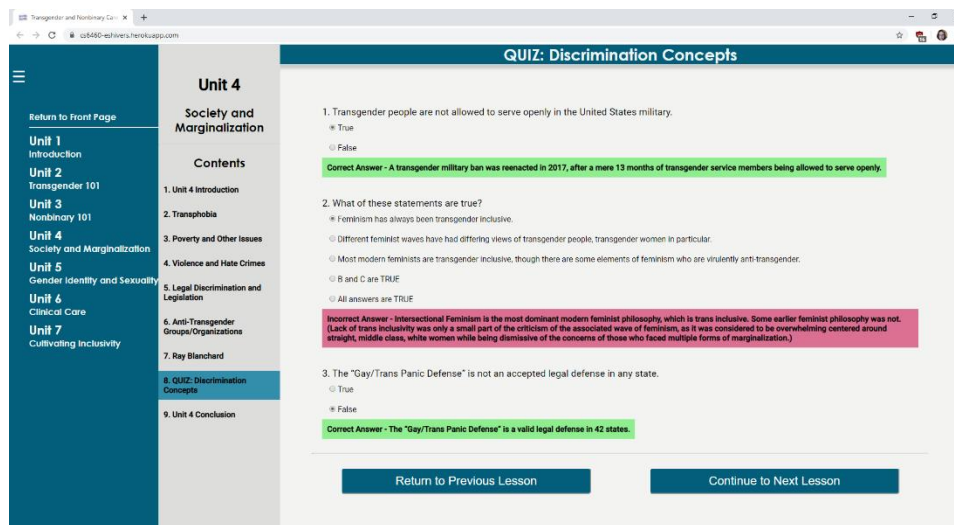 Transgender and Nonbinary Car
cs6460-eshivers.herokuapp.com
QUIZ: Discrimination Concepts
Return to Front Page
Unit 1
Introduction
Unit 2
Transgender 101
Unit 3
Nonbinary 101
Unit 4
Society and Marginalization
Unit 5
Gender Identity and Sexuality
Unit 6
Clinical Care
Unit 7
Cultivating Inclusivity
Unit 4
Society and
Marginalization
Contents
1. Unit 4 Introduction
2. Transphobia
3. Poverty and Other Issues
4. Violence and Hate Crimes
5. Legal Discrimination and
Legislation
6. Anti-Transgender
Groups/Organizations
7. Ray Blanchard
8. QUIZ: Discrimination
Concepts
9. Unit 4 Conclusion
1. Transgender people are not allowed to serve openly in the United States military.
True
False
Correct Answer - A transgender military ban was reenacted in 2017, after a mere 13 months of transgender service members being allowed to serve openly.
2. What of these statements are true?
Feminism has always been transgender inclusive.
Different feminist waves have had differing views of transgender people, transgender women in particular.
Most modern feminists are transgender inclusive, though there are some elements of feminism who are virulently anti-transgender.
B and C are TRUE
All answers are TRUE
Incorrect Answer - Intersectional Feminism is the most dominant modern feminist philosophy, which is trans inclusive. Some earlier feminist philosophy was not.
(Lack of trans inclusivity was only a small part of the criticism of the associated wave of feminism, as it was considered to be overwhelming centered around
straight, middle class, white women while being dismissive of the concerns of those who faced multiple forms of marginalization.)
3. The "Gay/Trans Panic Defense" is not an accepted legal defense in any state.
True
False
Correct Answer - The "Gay/Trans Panic Defense" is a valid legal defense in 42 states.
Return to Previous Lesson
Continue to Next Lesson